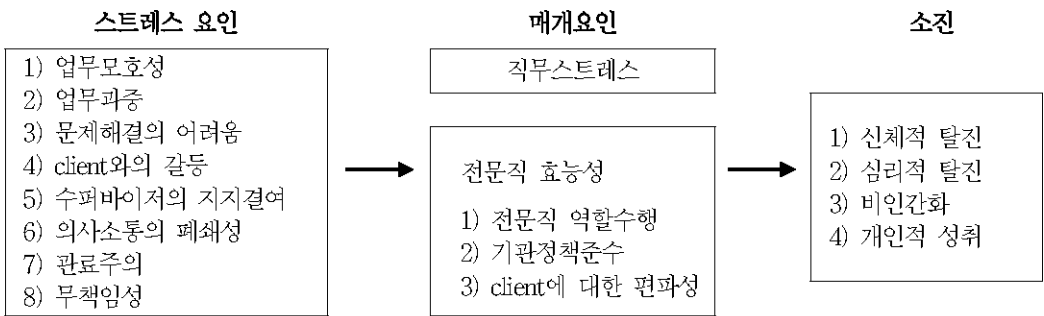 스트레스 요인
1) 업무모호성
2) 업무과중
3) 문제해결의 어려움
4) client와의 갈등
5) 수퍼바이저의 지지결여
6) 의사소통의 폐쇄성
7) 관료주의
8) 무책임성
매개요인
직무스트레스
전문직 효능성
1) 전문직 역할수행
2) 기관정책준수
3) client에 대한 편파성
소진
1) 신체적 탈진
2) 심리적 탈진
3) 비인간화
4) 개인적 성취